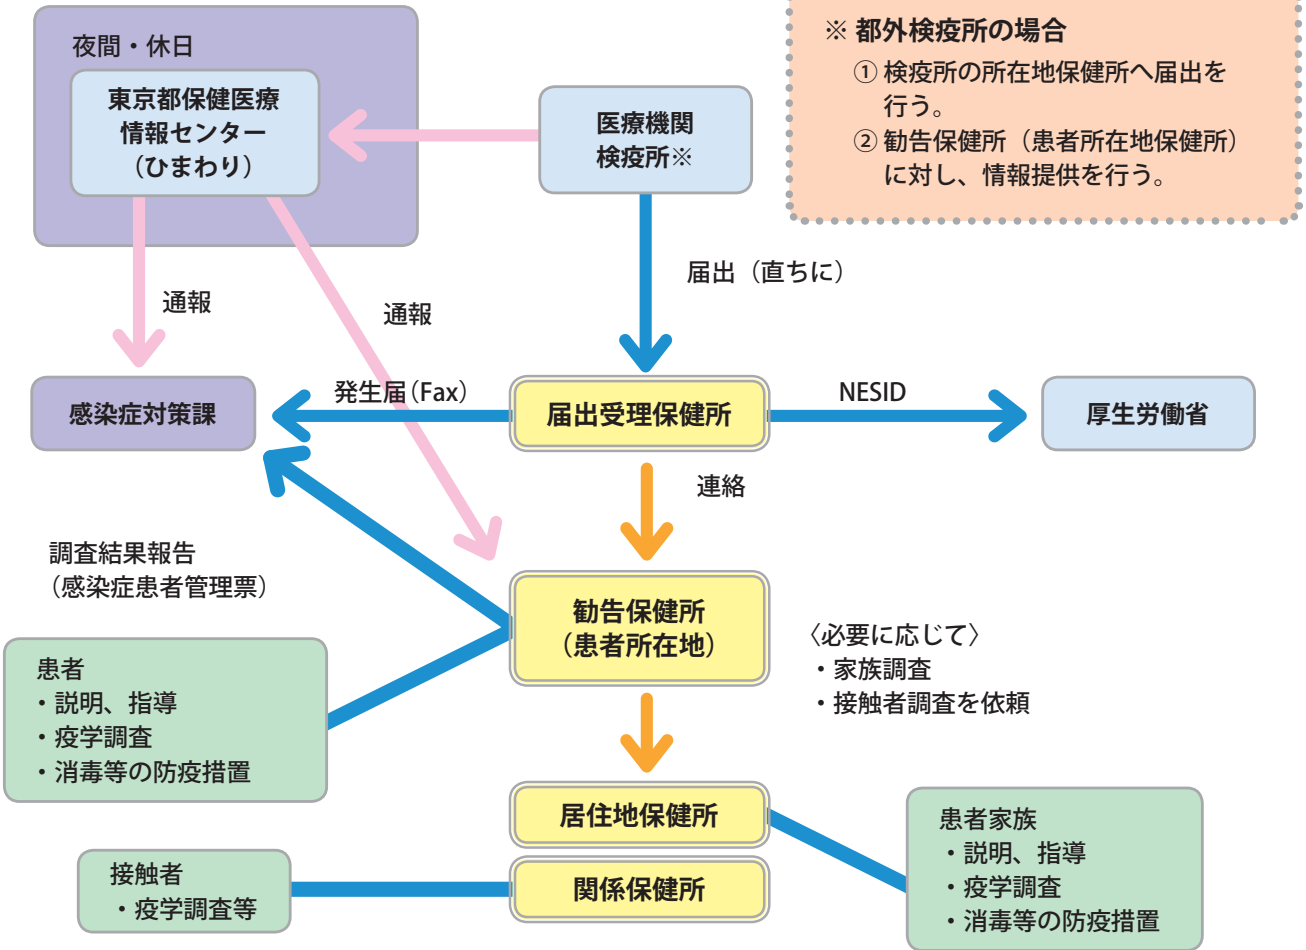 夜間・休日
東京都保健医療
情報センター
（ひまわり）
医療機関
検疫所※
※ 都外検疫所の場合
① 検疫所の所在地保健所へ届出を
行う。
② 勧告保健所（患者所在地保健所）
に対し、情報提供を行う。
届出（直ちに）
通報
通報
発生届（Fax）
NESID
感染症対策課
届出受理保健所
厚生労働省
連絡
調査結果報告
（感染症患者管理票）
勧告保健所
（患者所在地）
〈必要に応じて〉
・家族調査
・接触者調査を依頼
患者
・説明、指導
・疫学調査
・消毒等の防疫措置
居住地保健所
患者家族
・説明、指導
・疫学調査
・消毒等の防疫措置
接触者
・疫学調査等
関係保健所